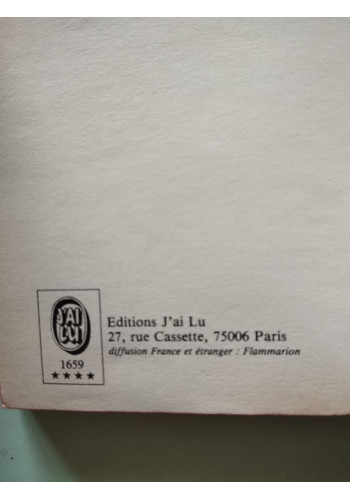 J'AI
LU
1659
★★★★
Editions J'ai Lu
27, rue Cassette, 75006 Paris
diffusion France et étranger : Flammarion